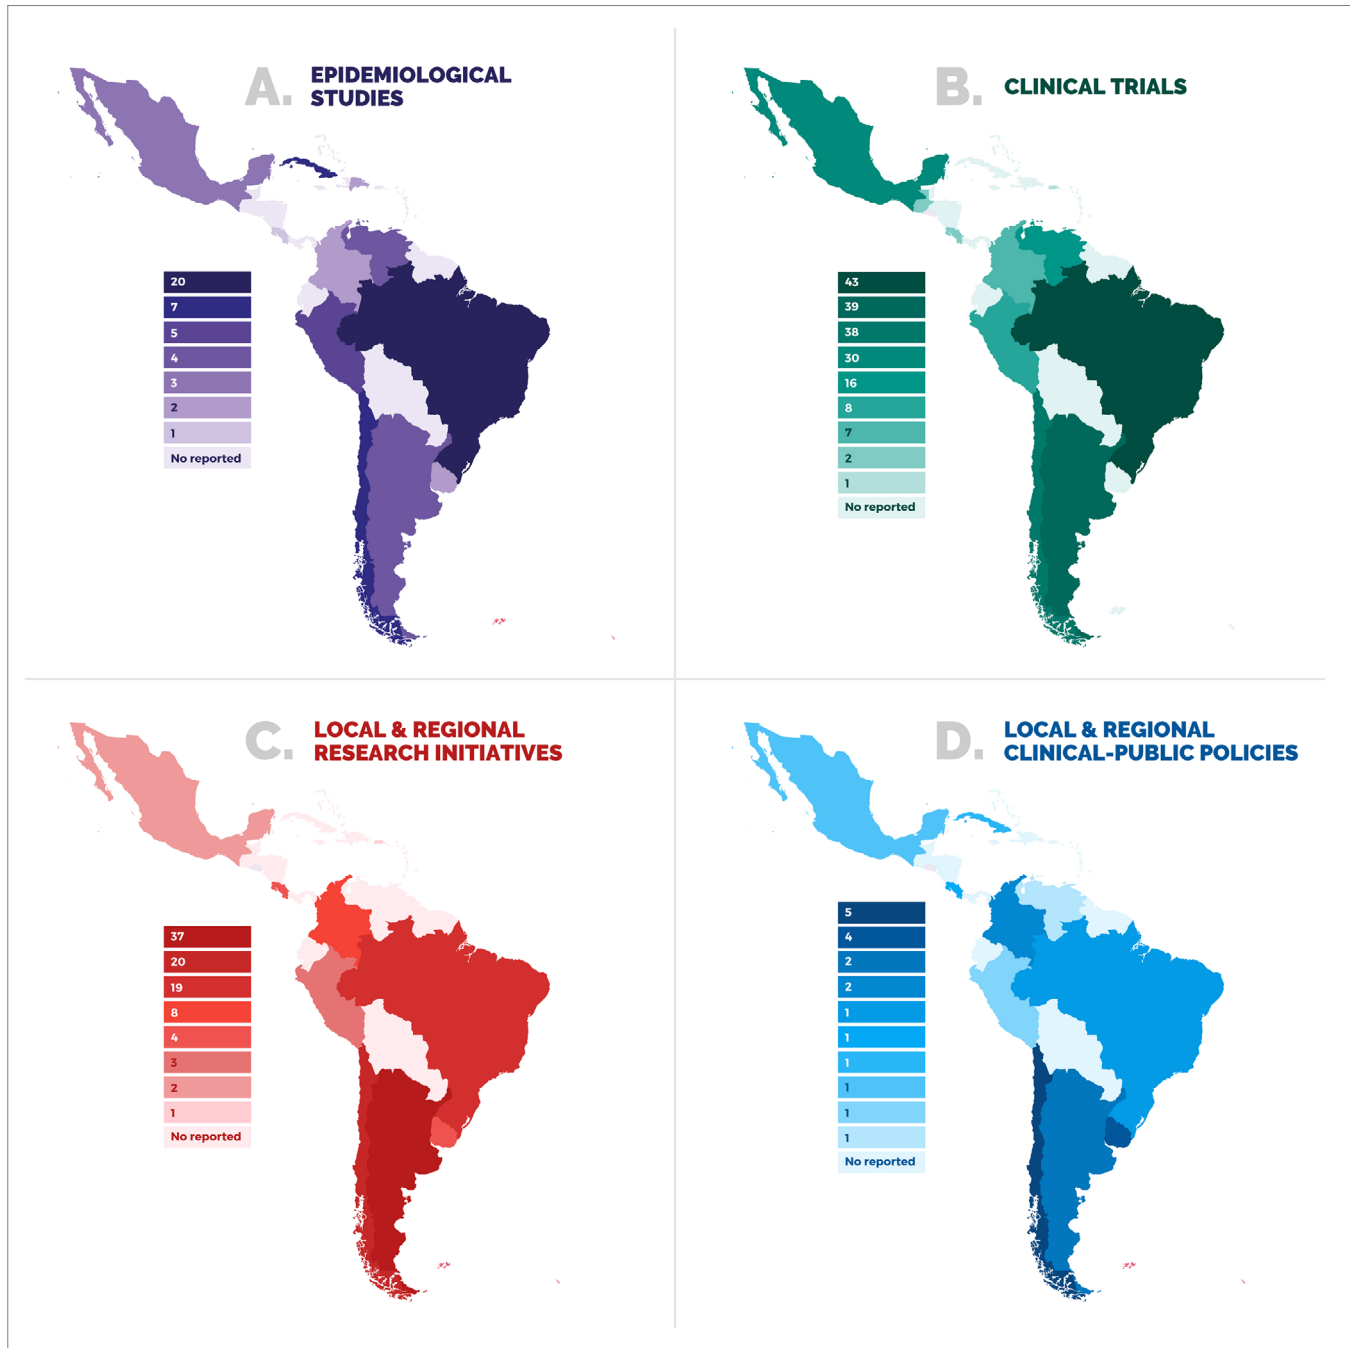 A.
EPIDEMIOLOGICAL
STUDIES
20
7
5
4
3
2
1
No reported
B.
CLINICAL TRIALS
43
39
38
30
16
8
7
2
1
No reported
C.
LOCAL & REGIONAL
RESEARCH INITIATIVES
37
20
19
8
4
3
2
1
No reported
D.
LOCAL & REGIONAL
CLINICAL-PUBLIC POLICIES
5
4
2
2
1
1
1
1
1
1
No reported